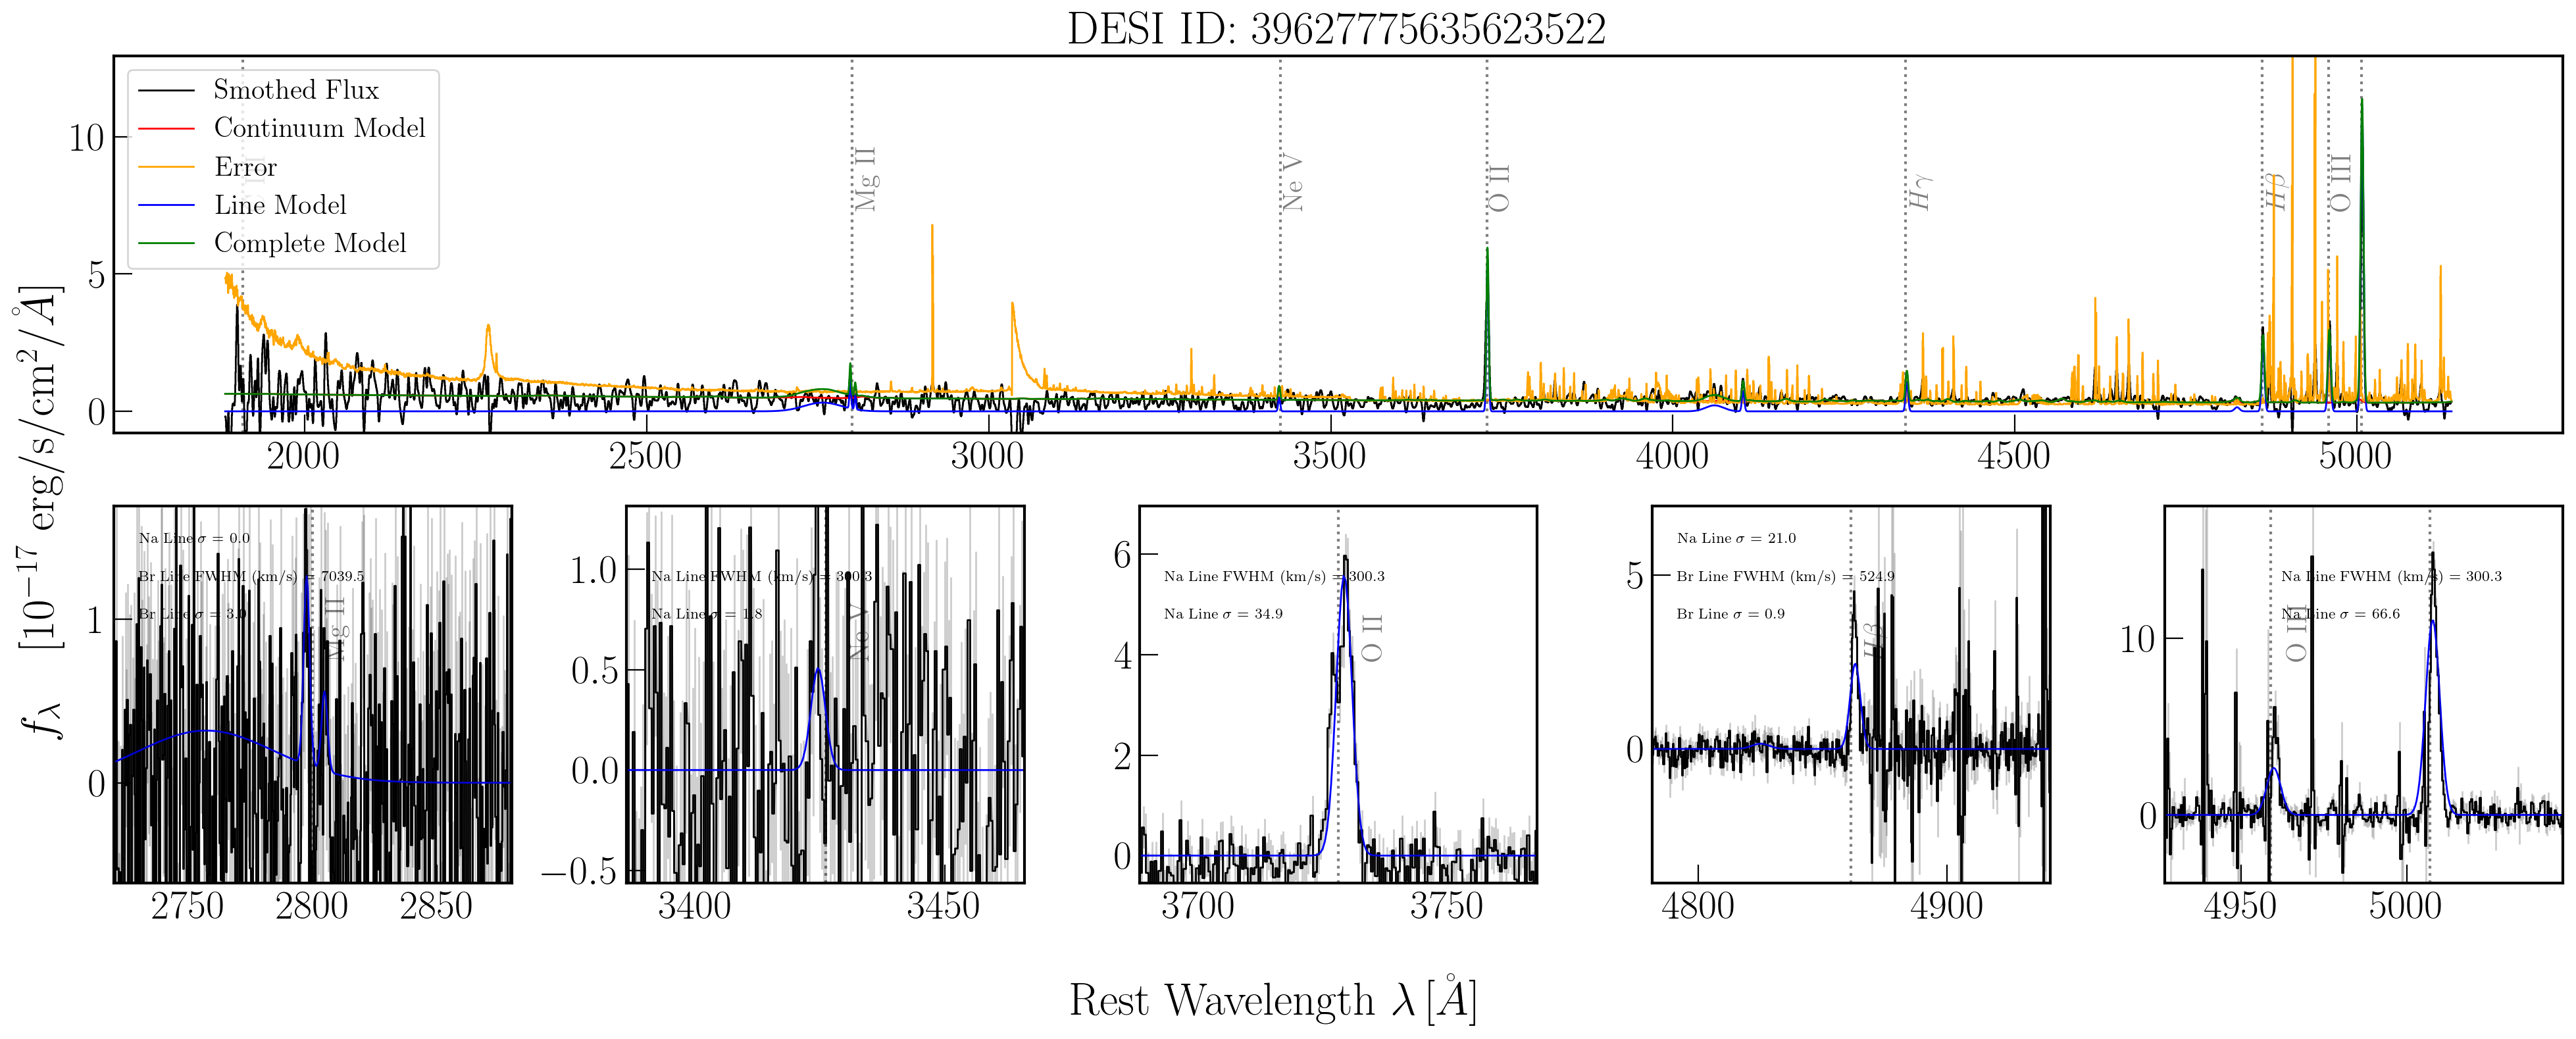 DESI ID: 39627775635623522
Smothed Flux
Continuum Model
Error
Line Model
Complete Model
Mg II
Ne V
O II
Hγ
Hβ
O III
10
5
0
2000 2500 3000 3500 4000 4500 5000
f_λ [10^{-17} erg/s/cm^2/Å]
Na Line σ = 0.0
Br Line FWHM (km/s) = 7039.5
Br Line σ = 3.0
Mg II
1
0
2750 2800 2850
Na Line FWHM (km/s) = 300.3
Na Line σ = 1.8
Ne V
1.0
0.5
0.0
−0.5
3400 3450
Na Line FWHM (km/s) = 300.3
Na Line σ = 34.9
O II
6
4
2
0
3700 3750
Na Line σ = 21.0
Br Line FWHM (km/s) = 524.9
Br Line σ = 0.9
Hβ
5
0
4800 4900
Na Line FWHM (km/s) = 300.3
Na Line σ = 66.6
O III
10
0
4950 5000
Rest Wavelength λ [Å]